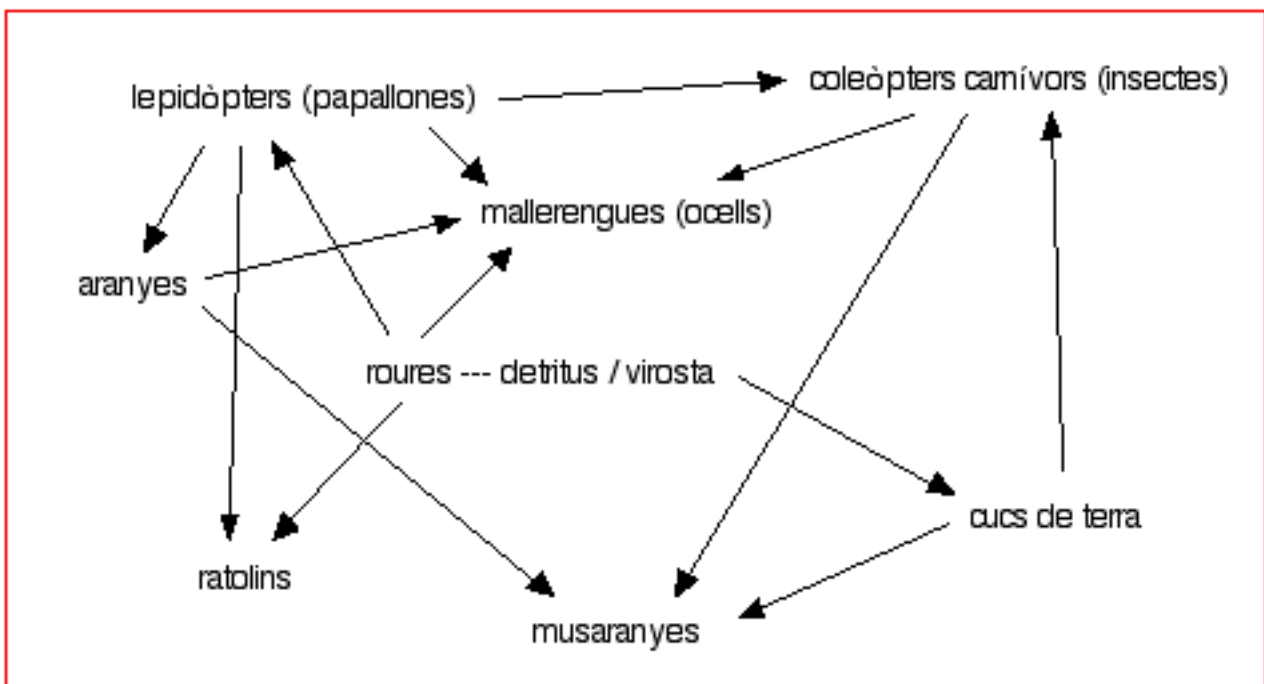 lepidòpters (papallones)
coleòpters carnívors (insectes)
mallerengues (ocells)
aranyes
roures --- detritus / virosta
cucs de terra
ratolins
musaranyes